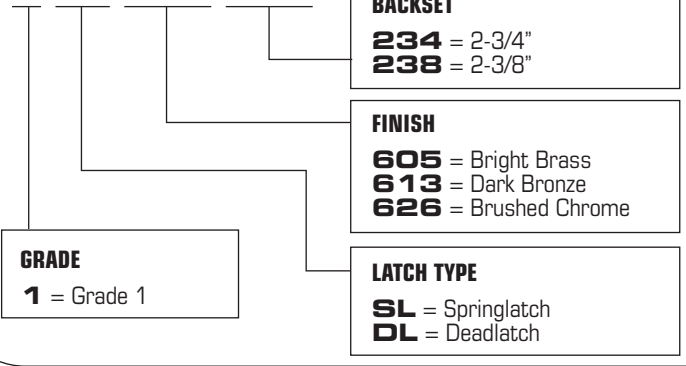 BACKSET
234 = 2-3/4”
238 = 2-3/8”
FINISH
605 = Bright Brass
613 = Dark Bronze
626 = Brushed Chrome
GRADE
1 = Grade 1
LATCH TYPE
SL = Springlatch
DL = Deadlatch